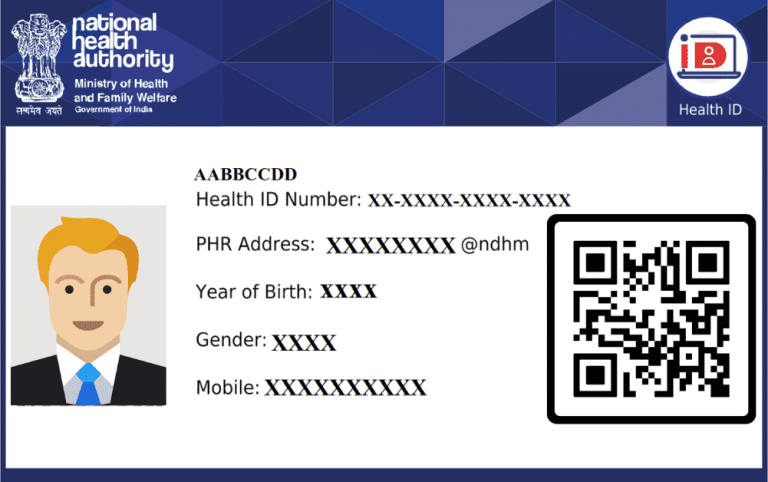 national
health
authority
Ministry of Health
and Family Welfare
Government of India
सत्यमेव जयते
iD
Health ID
AABBCCDD
Health ID Number: XX-XXXX-XXXX-XXXX
PHR Address: XXXXXXXX @ndhm
Year of Birth: XXXX
Gender: XXXX
Mobile: XXXXXXXXXX